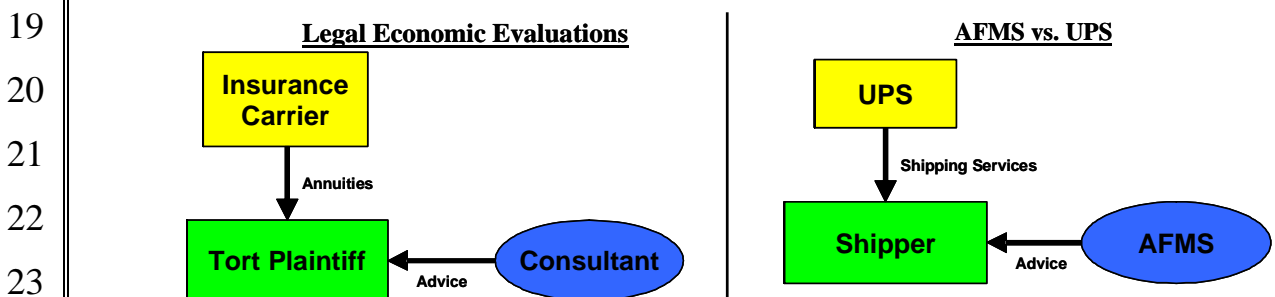 19
Legal Economic Evaluations
AFMS vs. UPS
20
Insurance
Carrier
UPS
21
Annuities
Shipping Services
22
Tort Plaintiff
Consultant
Shipper
AFMS
23
Advice
Advice